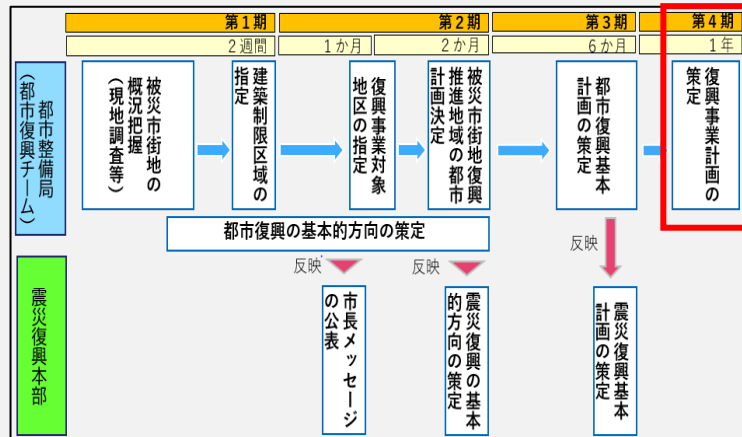 第1期
第2期
第3期
第4期
2週間
1か月
2か月
6か月
1年
都市整備局
(都市復興チーム)
被災市街地の
概況把握
(現地調査等)
建築制限区域の
指定
復興事業対象
地区の指定
被災市街地復興
推進地域の都市
計画決定
都市復興基本
計画の策定
復興事業計画の
策定
都市復興の基本的方向の策定
反映
反映
反映
震災復興本部
市長メッセージ
の公表
震災復興の基本
的方向の策定
震災復興基本
計画の策定